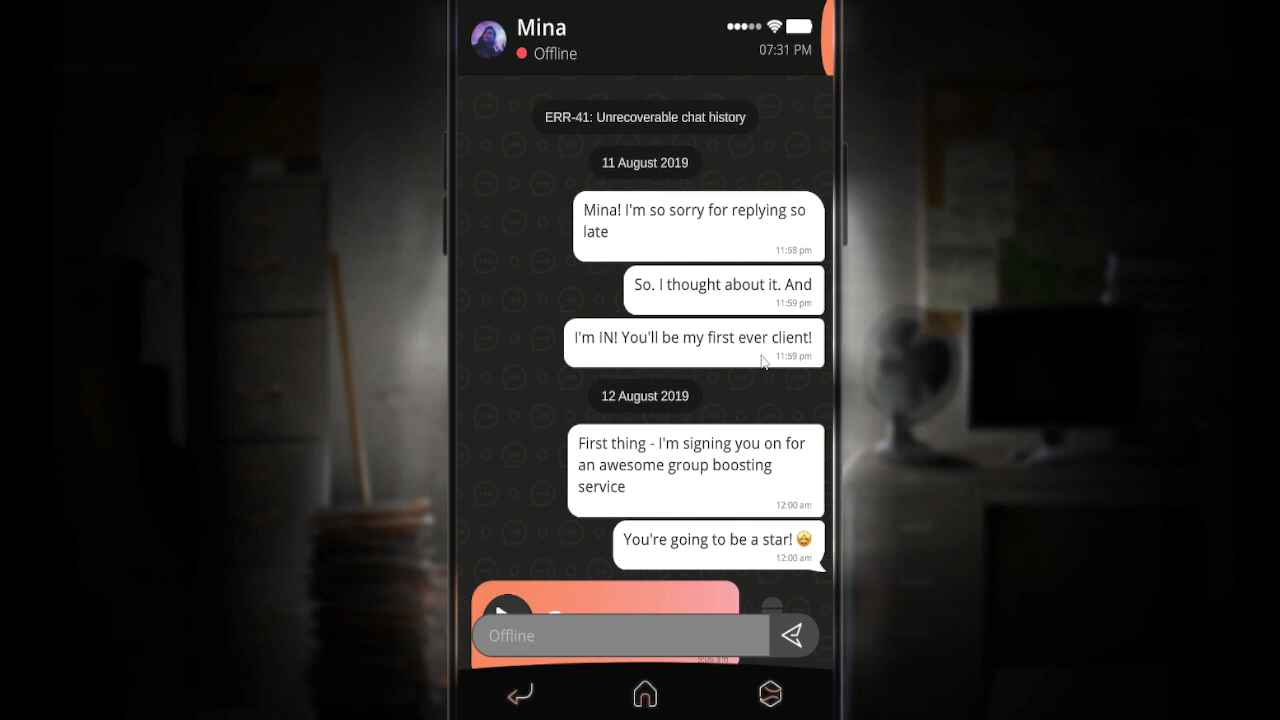 Mina
Offline
07:31 PM
ERR-41: Unrecoverable chat history
11 August 2019
Mina! I'm so sorry for replying so
late
11:58 pm
So. I thought about it. And
11:59 pm
I'm IN! You'll be my first ever client!
11:59 pm
12 August 2019
First thing - I'm signing you on for
an awesome group boosting
service
12:00 am
You're going to be a star! 🤩
12:00 am
Offline